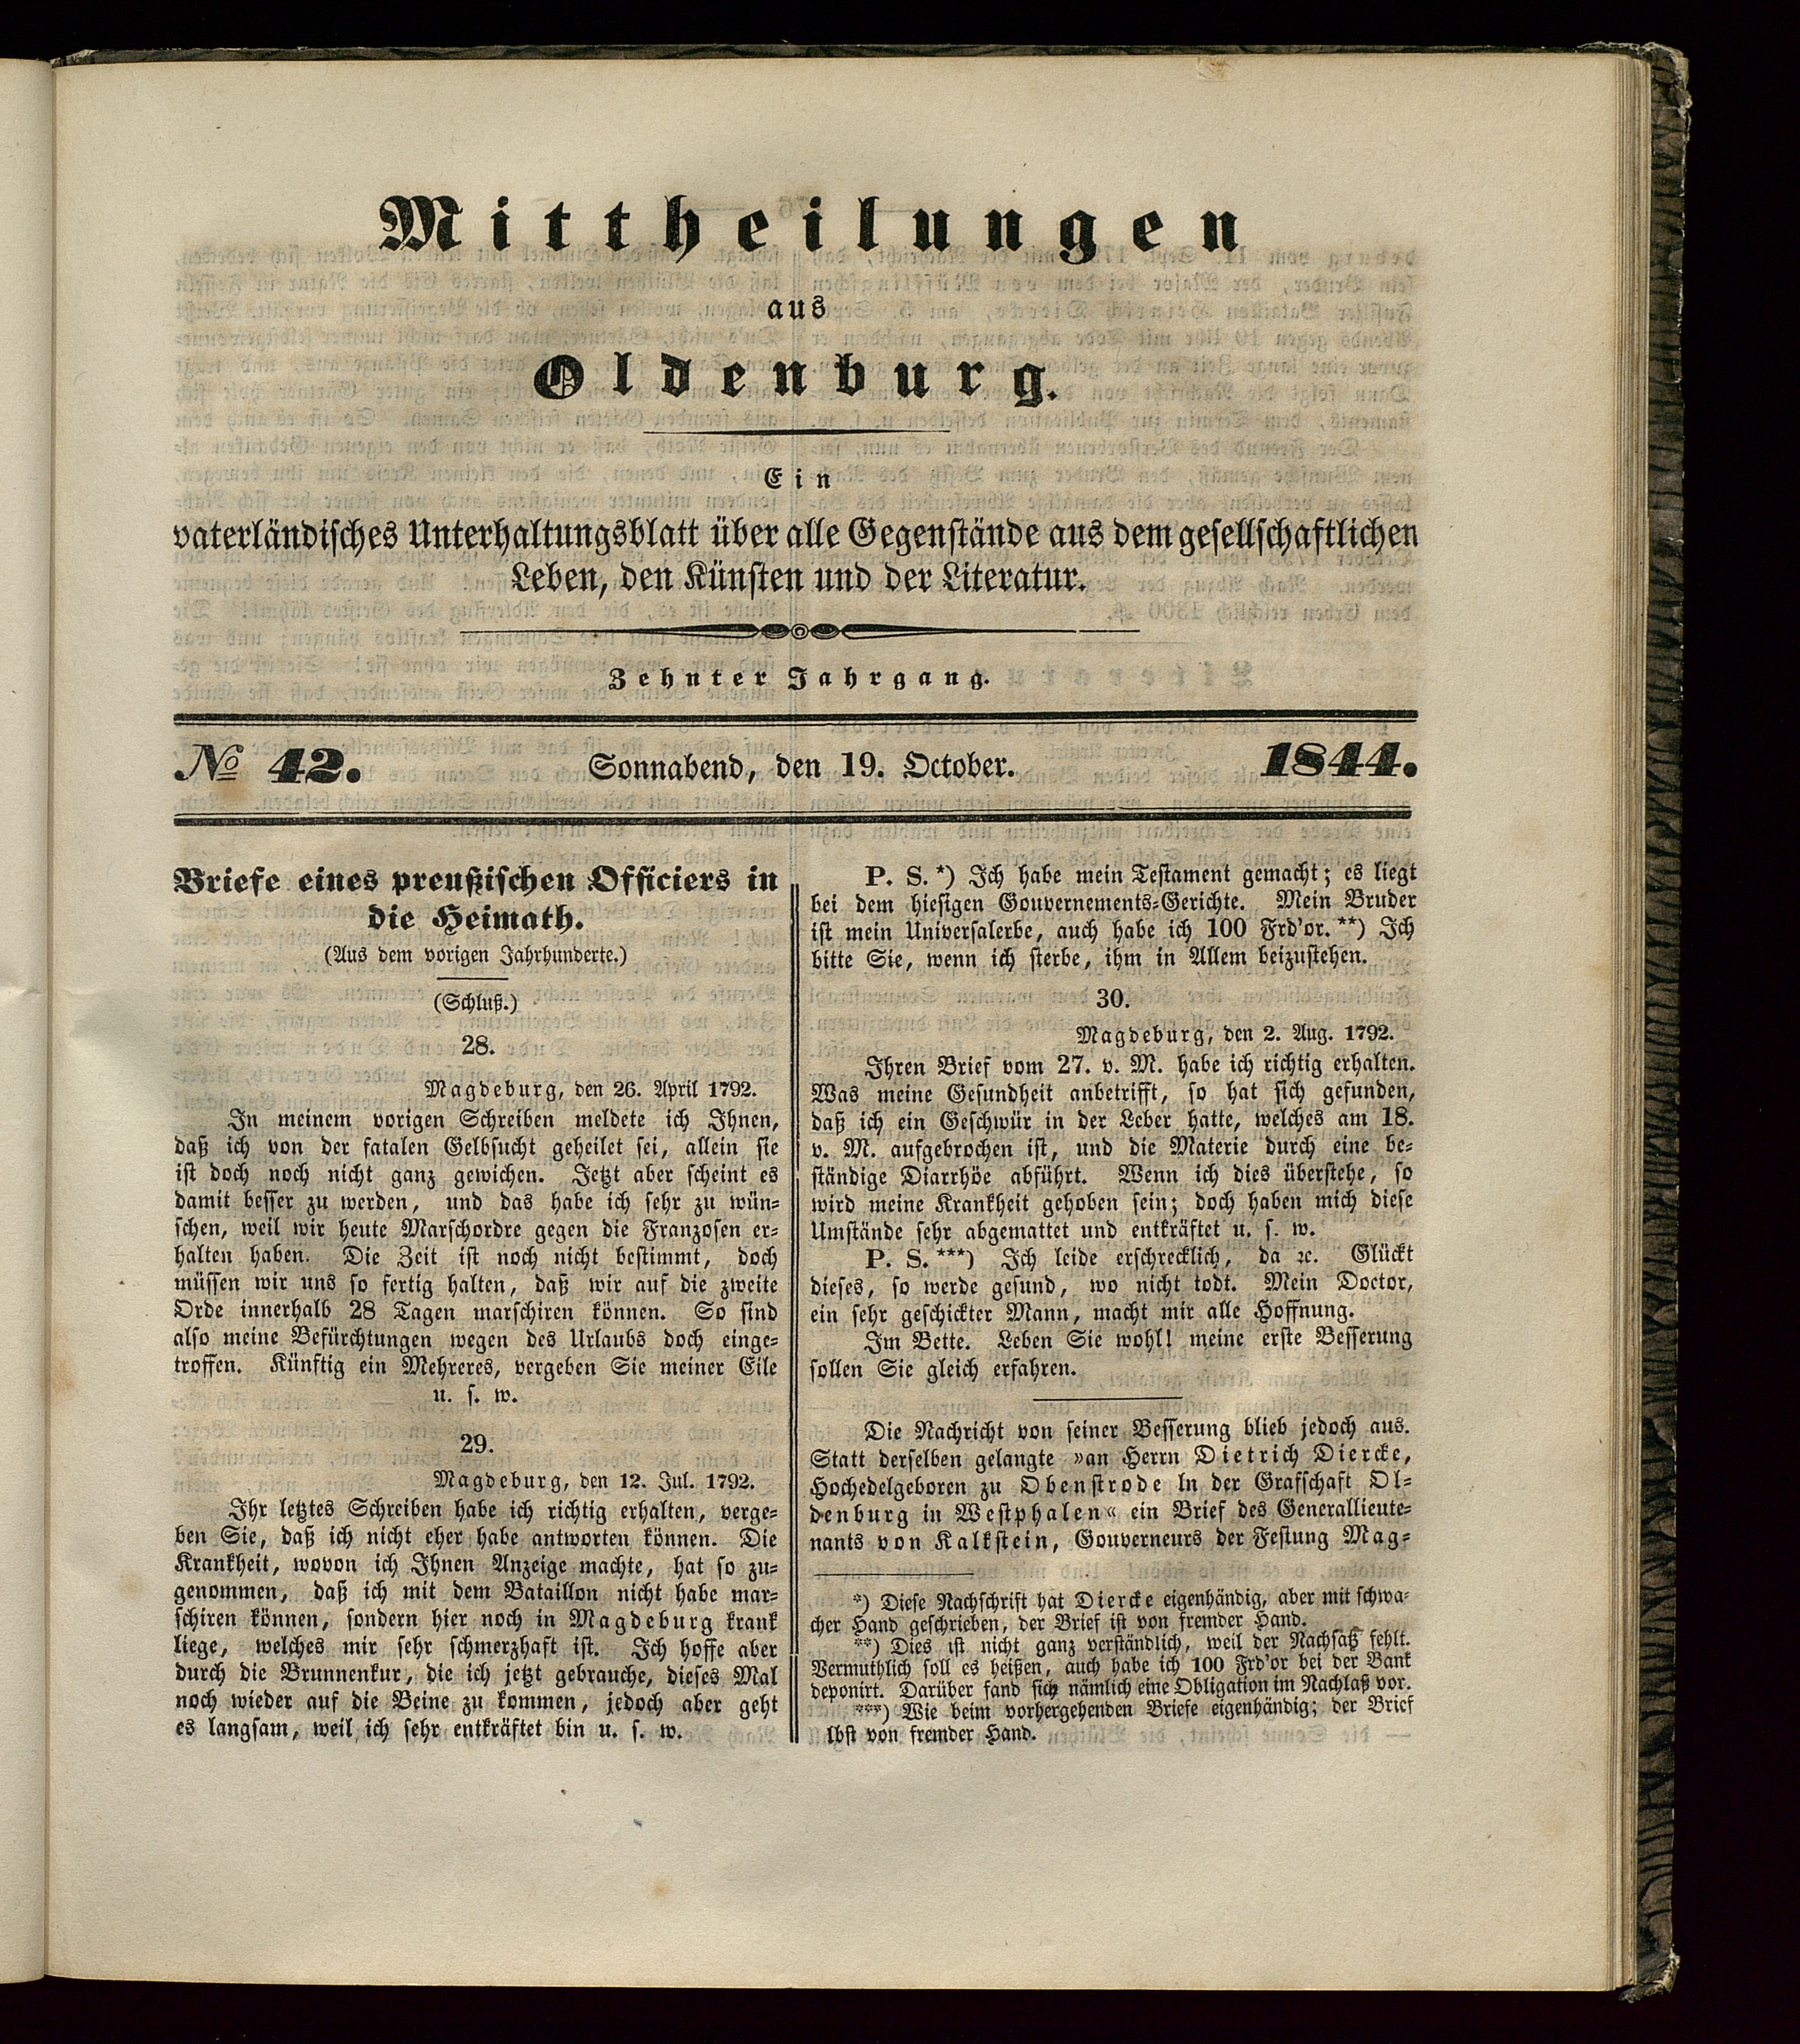 Mittheilungen
aus
Oldenburg.
Ein
vaterländisches Unterhaltungsblatt über alle Gegenstände aus dem gesellschaftlichen
Leben, den Künsten und der Literatur.
Zehnter Jahrgang.
№ 42. Sonnabend, den 19. October. 1844.
Briefe eines preußischen Officiers in
die Heimath.
(Aus dem vorigen Jahrhunderte.)
(Schluß.)
28.
Magdeburg, den 26. April 1792.
In meinem vorigen Schreiben meldete ich Ihnen,
daß ich von der fatalen Gelbsucht geheilet sei, allein sie
ist doch noch nicht ganz gewichen. Jetzt aber scheint es
damit besser zu werden, und das habe ich sehr zu wün-
schen, weil wir heute Marschordre gegen die Franzosen er-
halten haben. Die Zeit ist noch nicht bestimmt, doch
müssen wir uns so fertig halten, daß wir auf die zweite
Orde innerhalb 28 Tagen marschiren können. So sind
also meine Befürchtungen wegen des Urlaubs doch einge-
troffen. Künftig ein Mehreres, vergeben Sie meiner Eile
u. s. w.
29.
Magdeburg, den 12. Jul. 1792.
Ihr letztes Schreiben habe ich richtig erhalten, verge-
ben Sie, daß ich nicht eher habe antworten können. Die
Krankheit, wovon ich Ihnen Anzeige machte, hat so zu-
genommen, daß ich mit dem Bataillon nicht habe mar-
schiren können, sondern hier noch in Magdeburg krank
liege, welches mir sehr schmerzhaft ist. Ich hoffe aber
durch die Brunnenkur, die ich jetzt gebrauche, dieses Mal
noch wieder auf die Beine zu kommen, jedoch aber geht
es langsam, weil ich sehr entkräftet bin u. s. w.
P. S. *) Ich habe mein Testament gemacht; es liegt
bei dem hiesigen Gouvernements-Gerichte. Mein Bruder
ist mein Universalerbe, auch habe ich 100 Frd'or. **) Ich
bitte Sie, wenn ich sterbe, ihm in Allem beizustehen.
30.
Magdeburg, den 2. Aug. 1792.
Ihren Brief vom 27. v. M. habe ich richtig erhalten.
Was meine Gesundheit anbetrifft, so hat sich gefunden,
daß ich ein Geschwür in der Leber hatte, welches am 18.
v. M. aufgebrochen ist, und die Materie durch eine be-
ständige Diarrhöe abführt. Wenn ich dies überstehe, so
wird meine Krankheit gehoben sein; doch haben mich diese
Umstände sehr abgemattet und entkräftet u. s. w.
P. S. ***) Ich leide erschrecklich, da ꝛc. Glückt
dieses, so werde gesund, wo nicht todt. Mein Doctor,
ein sehr geschickter Mann, macht mir alle Hoffnung.
Im Bette. Leben Sie wohl! meine erste Besserung
sollen Sie gleich erfahren.
Die Nachricht von seiner Besserung blieb jedoch aus.
Statt derselben gelangte »an Herrn Dietrich Diercke,
Hochedelgeboren zu Obenstrode In der Grafschaft Ol-
denburg in Westphalen« ein Brief des Generallieute-
nants von Kalkstein, Gouverneurs der Festung Mag-
*) Diese Nachschrift hat Diercke eigenhändig, aber mit schwa-
cher Hand geschrieben, der Brief ist von fremder Hand.
**) Dies ist nicht ganz verständlich, weil der Nachsatz fehlt.
Vermuthlich soll es heißen, auch habe ich 100 Frd'or bei der Bank
deponirt. Darüber fand sich nämlich eine Obligation im Nachlaß vor.
***) Wie beim vorhergehenden Briefe eigenhändig; der Brief
lbst von fremder Hand.